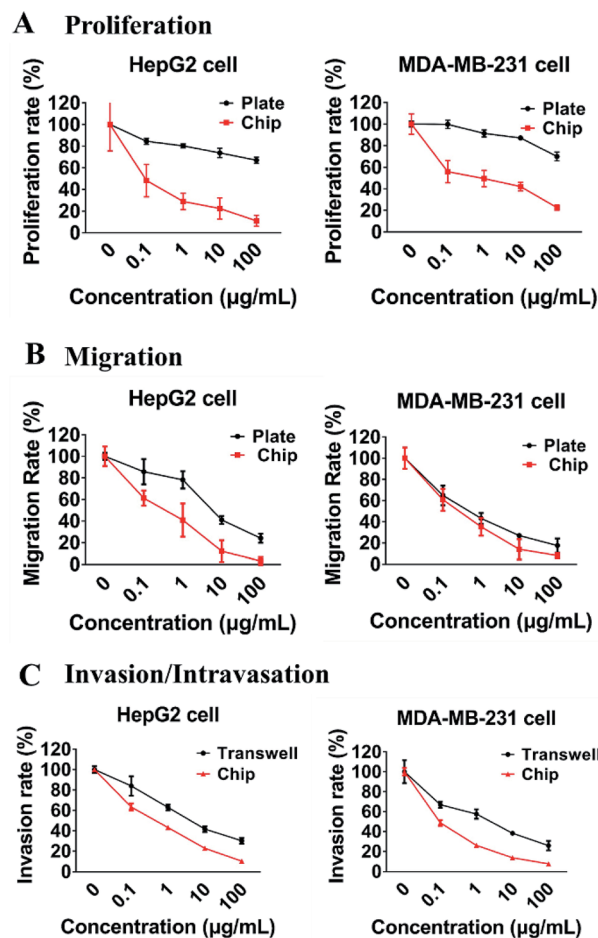 A Proliferation
HepG2 cell
Proliferation rate (%)
120
100
80
60
40
20
0
Plate
Chip
0
0.1
1
10
100
Concentration (µg/mL)
MDA-MB-231 cell
Proliferation rate (%)
120
100
80
60
40
20
0
Plate
Chip
0
0.1
1
10
100
Concentration (µg/mL)
B Migration
HepG2 cell
Migration Rate (%)
120
100
80
60
40
20
0
Plate
Chip
0
0.1
1
10
100
Concentration (µg/mL)
MDA-MB-231 cell
Migration Rate (%)
120
100
80
60
40
20
0
Plate
Chip
0
0.1
1
10
100
Concentration (µg/mL)
C Invasion/Intravasation
HepG2 cell
Invasion rate (%)
120
100
80
60
40
20
0
Transwell
Chip
0
0.1
1
10
100
Concentration (µg/mL)
MDA-MB-231 cell
Invasion rate (%)
120
100
80
60
40
20
0
Transwell
Chip
0
0.1
1
10
100
Concentration (µg/mL)